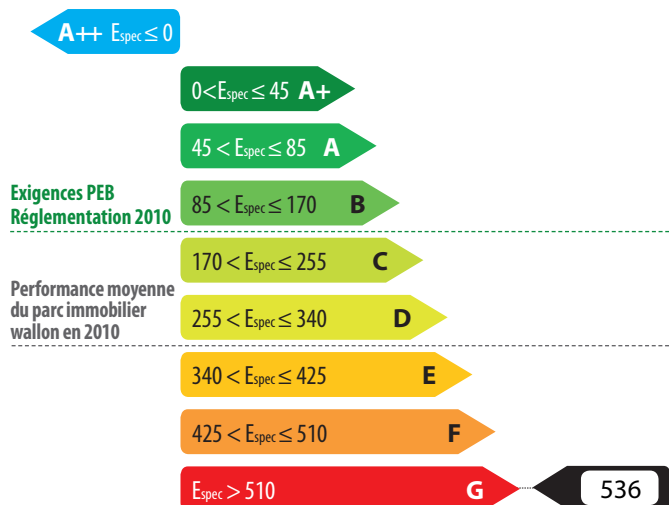 A++ Espec ≤ 0
0<Espec ≤ 45 A+
45 < Espec ≤ 85 A
Exigences PEB
Réglementation 2010
85 < Espec ≤ 170 B
170 < Espec ≤ 255 C
Performance moyenne
du parc immobilier
wallon en 2010
255 < Espec ≤ 340 D
340 < Espec ≤ 425 E
425 < Espec ≤ 510 F
Espec > 510 G
536